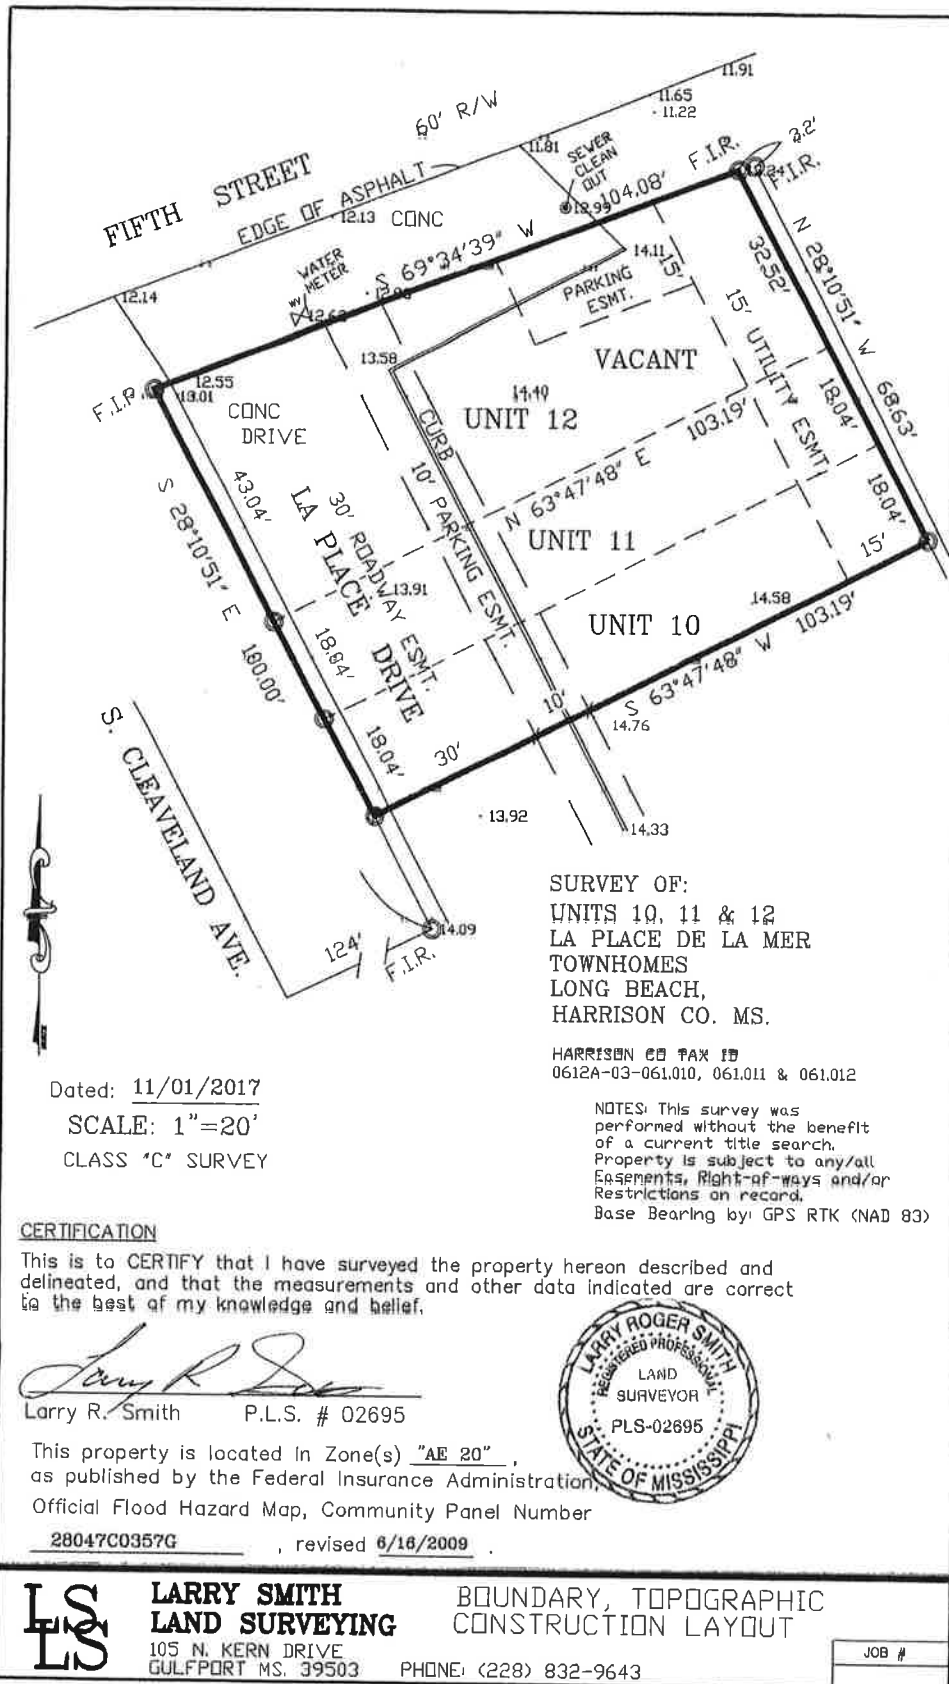 11.91
11.65
11.22
60' R/W
11.81
SEWER
CLEAN
OUT
F.I.R.
3.2'
12.24
F.I.R.
FIFTH STREET
EDGE OF ASPHALT
12.13
CONC
12.99
104.08'
S 69°34'39" W
14.11
15'
WATER
METER
WV
12.14
12.62
PARKING
ESMT.
32.52'
N 28°10'51" W
68.63'
15' UTILITY ESMT.
13.58
VACANT
F.I.P.
12.55
13.01
CONC
DRIVE
14.40
UNIT 12
CURB
103.19'
N 63°47'48" E
18.04'
18.04'
43.04'
S 28°10'51" E
180.00'
LA PLACE DRIVE
30' ROADWAY ESMT.
10' PARKING ESMT.
UNIT 11
15'
13.91
14.58
UNIT 10
103.19'
S 63°47'48" W
18.04'
10'
14.76
30'
S. CLEAVELAND AVE.
13.92
14.33
14.09
124'
F.I.R.
SURVEY OF:
UNITS 10, 11 & 12
LA PLACE DE LA MER
TOWNHOMES
LONG BEACH,
HARRISON CO. MS.
HARRISON CO TAX ID
0612A-03-061.010, 061.011 & 061.012
Dated: 11/01/2017
SCALE: 1"=20'
CLASS "C" SURVEY
NOTES: This survey was
performed without the benefit
of a current title search.
Property is subject to any/all
Easements, Right-of-ways and/or
Restrictions on record.
Base Bearing by: GPS RTK (NAD 83)
CERTIFICATION
This is to CERTIFY that I have surveyed the property hereon described and
delineated, and that the measurements and other data indicated are correct
to the best of my knowledge and belief.
Larry R. Smith P.L.S. # 02695
LARRY ROGER SMITH
REGISTERED PROFESSIONAL
LAND
SURVEYOR
PLS-02695
STATE OF MISSISSIPPI
This property is located in Zone(s) "AE 20" ,
as published by the Federal Insurance Administration,
Official Flood Hazard Map, Community Panel Number
28047C0357G , revised 6/16/2009 .
LS
LS
LARRY SMITH
LAND SURVEYING
105 N. KERN DRIVE
GULFPORT MS. 39503 PHONE: (228) 832-9643
BOUNDARY, TOPOGRAPHIC
CONSTRUCTION LAYOUT
JOB #